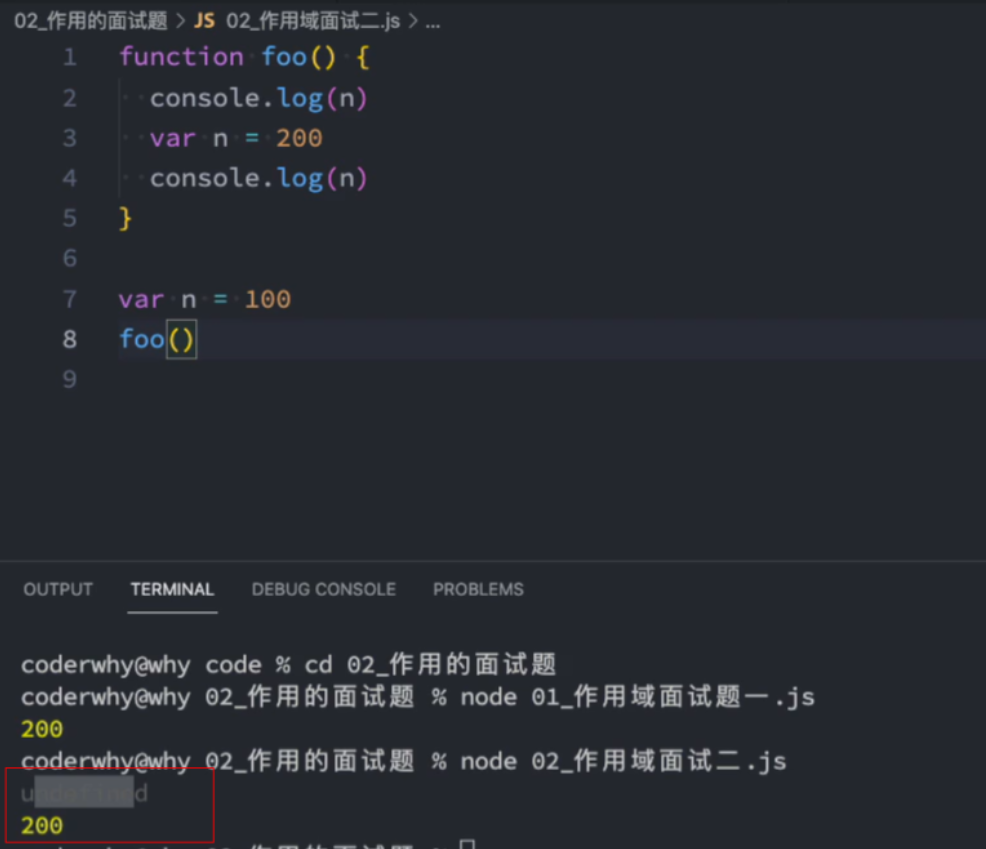 02_作用的面试题 > JS 02_作用域面试二.js > ...
1 function foo() {
2 console.log(n)
3 var n = 200
4 console.log(n)
5 }
6
7 var n = 100
8 foo()
9
OUTPUT TERMINAL DEBUG CONSOLE PROBLEMS
coderwhy@why code % cd 02_作用的面试题
coderwhy@why 02_作用的面试题 % node 01_作用域面试题一.js
200
coderwhy@why 02_作用的面试题 % node 02_作用域面试二.js
undefined
200